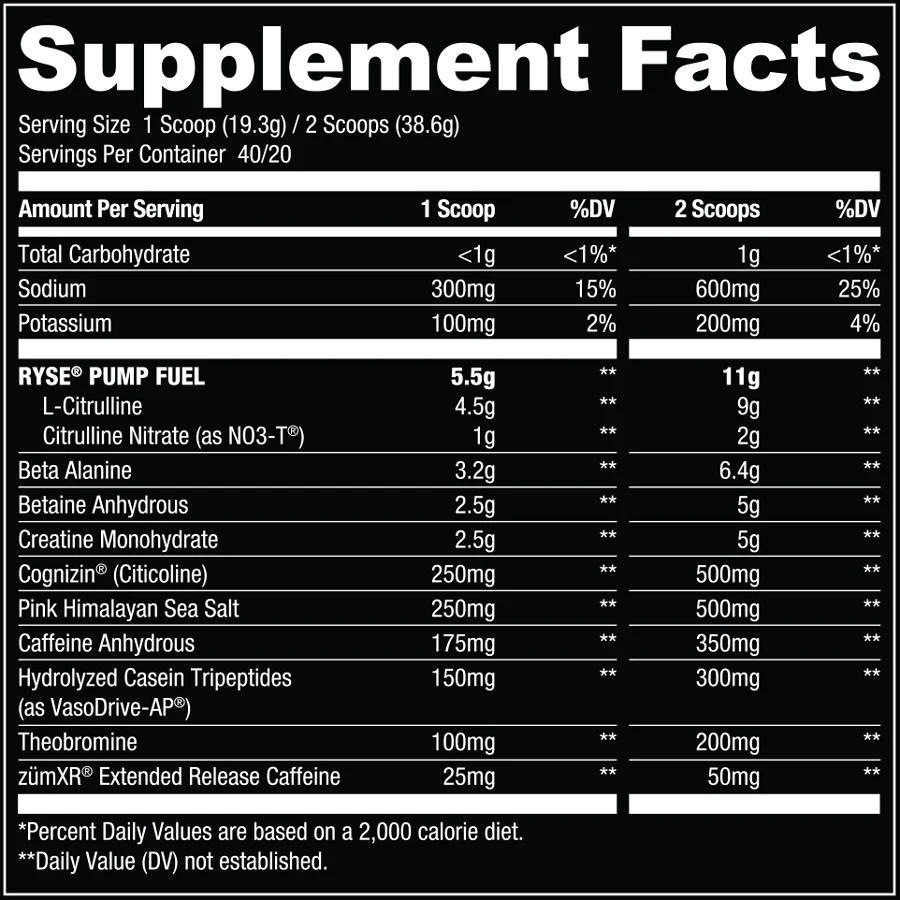 Supplement Facts
Serving Size 1 Scoop (19.3g) / 2 Scoops (38.6g)
Servings Per Container 40/20
Amount Per Serving 1 Scoop %DV 2 Scoops %DV
Total Carbohydrate <1g <1%* 1g <1%*
Sodium 300mg 15% 600mg 25%
Potassium 100mg 2% 200mg 4%
RYSE® PUMP FUEL 5.5g ** 11g **
L-Citrulline 4.5g ** 9g **
Citrulline Nitrate (as NO3-T®) 1g ** 2g **
Beta Alanine 3.2g ** 6.4g **
Betaine Anhydrous 2.5g ** 5g **
Creatine Monohydrate 2.5g ** 5g **
Cognizin® (Citicoline) 250mg ** 500mg **
Pink Himalayan Sea Salt 250mg ** 500mg **
Caffeine Anhydrous 175mg ** 350mg **
Hydrolyzed Casein Tripeptides 150mg ** 300mg **
(as VasoDrive-AP®)
Theobromine 100mg ** 200mg **
zümXR® Extended Release Caffeine 25mg ** 50mg **
*Percent Daily Values are based on a 2,000 calorie diet.
**Daily Value (DV) not established.